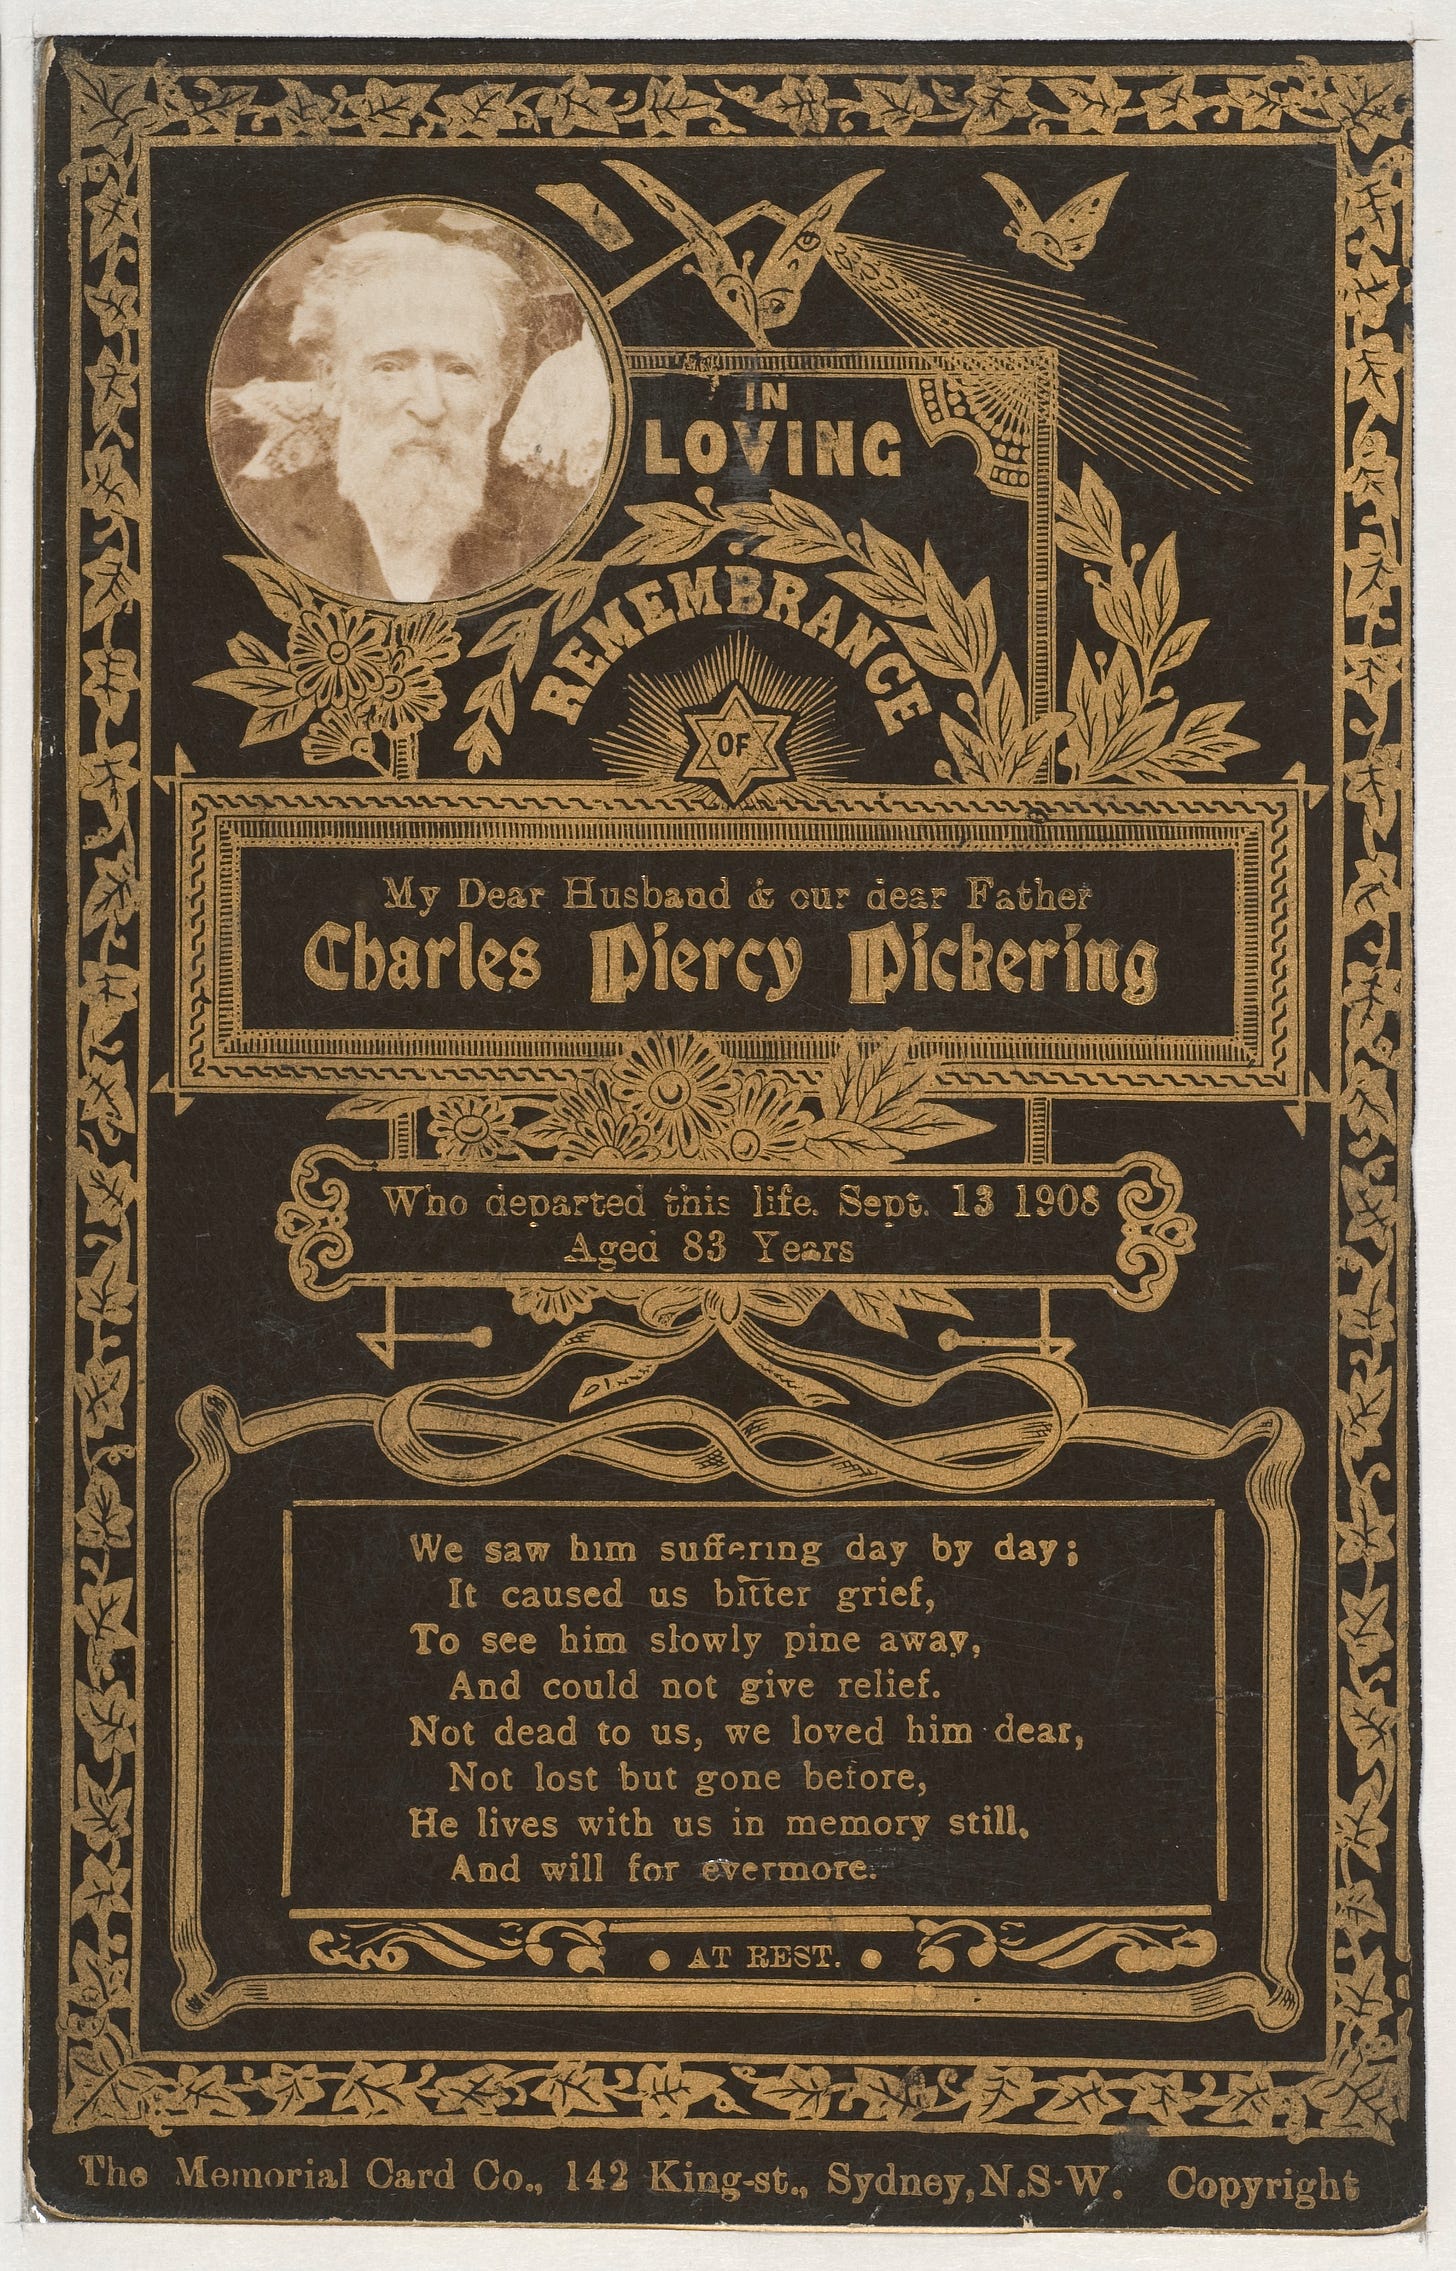 IN
LOVING
REMEMBRANCE
OF
My Dear Husband & our dear Father
Charles Piercy Pickering
Who departed this life. Sept. 13 1908
Aged 83 Years
We saw him suffering day by day;
It caused us bitter grief,
To see him slowly pine away,
And could not give relief.
Not dead to us, we loved him dear,
Not lost but gone before,
He lives with us in memory still,
And will for evermore.
• AT REST. •
The Memorial Card Co., 142 King-st., Sydney, N.S-W. Copyright